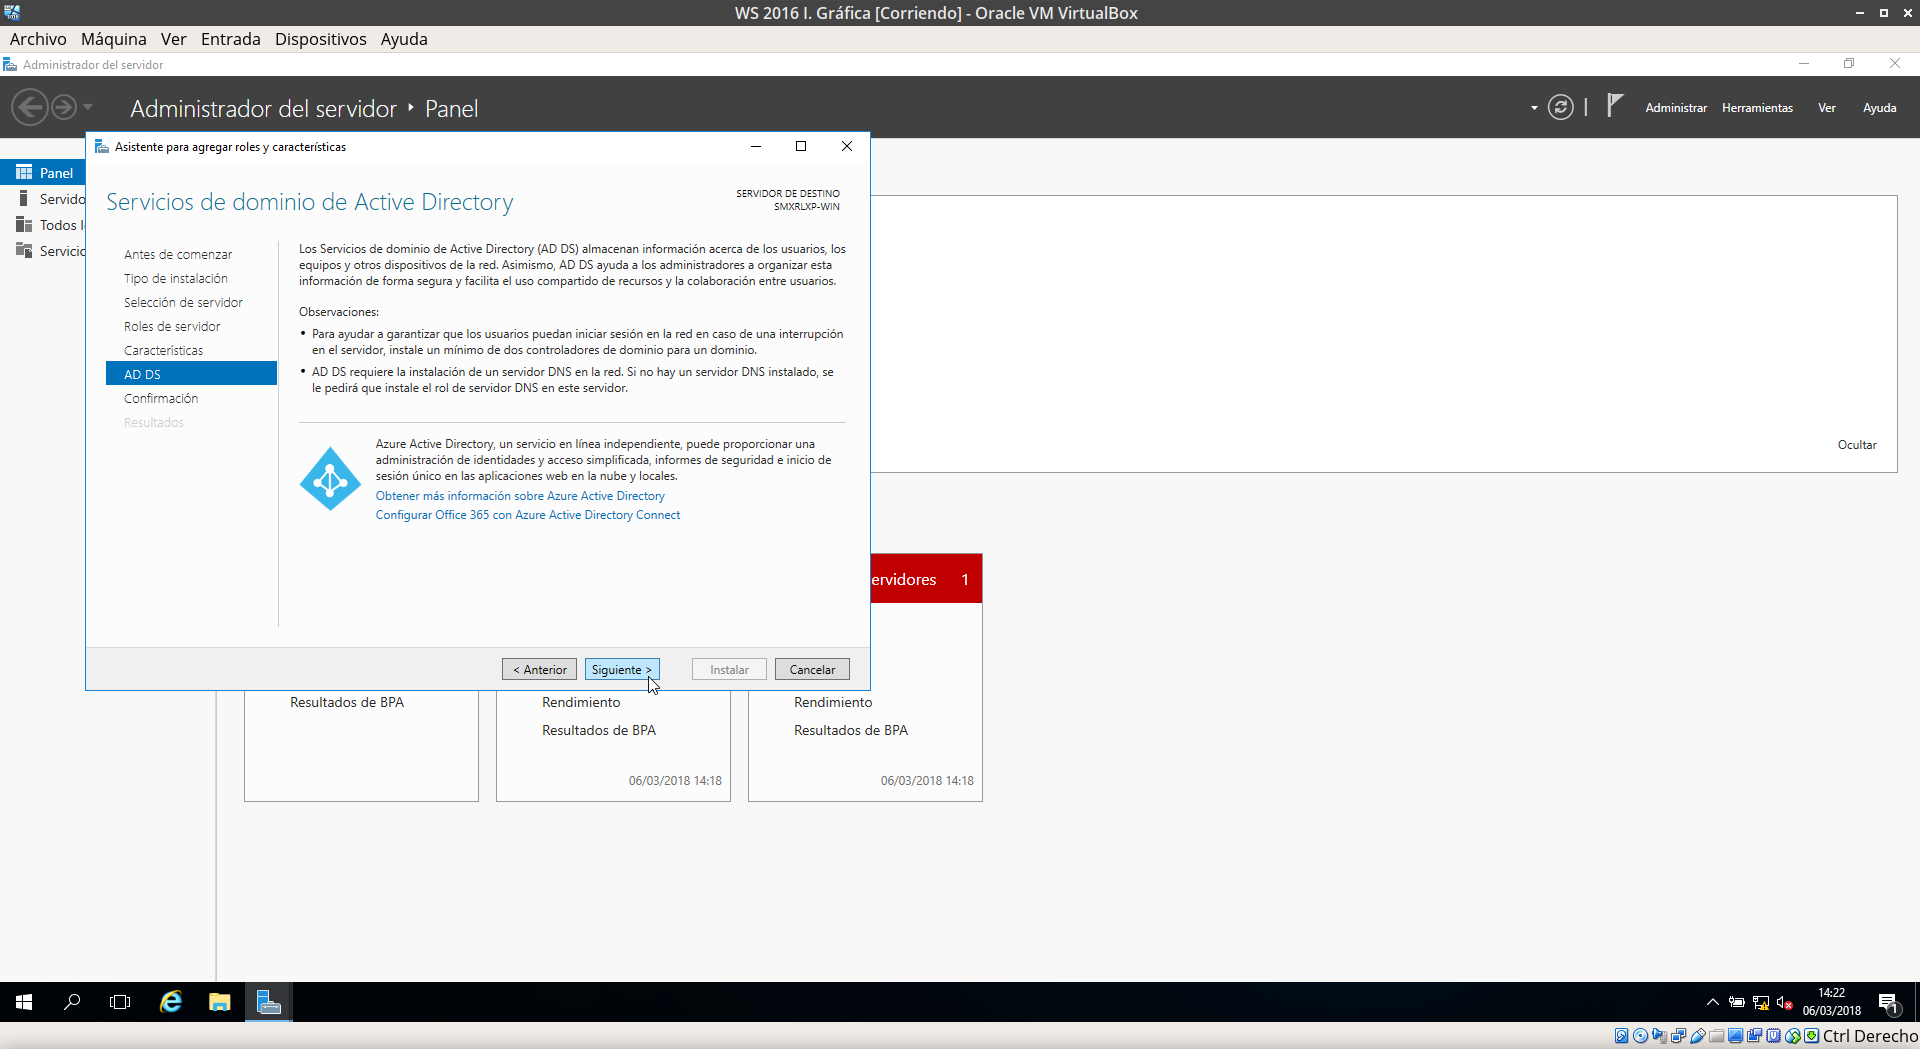 WS 2016 I. Gráfica [Corriendo] - Oracle VM VirtualBox
Archivo Máquina Ver Entrada Dispositivos Ayuda
Administrador del servidor
Administrador del servidor ‣ Panel
Administrar Herramientas Ver Ayuda
Asistente para agregar roles y características
Panel
Servido
Todos l
Servicio
Servicios de dominio de Active Directory
SERVIDOR DE DESTINO
SMXRLXP-WIN
Antes de comenzar
Tipo de instalación
Selección de servidor
Roles de servidor
Características
AD DS
Confirmación
Resultados
Los Servicios de dominio de Active Directory (AD DS) almacenan información acerca de los usuarios, los
equipos y otros dispositivos de la red. Asimismo, AD DS ayuda a los administradores a organizar esta
información de forma segura y facilita el uso compartido de recursos y la colaboración entre usuarios.
Observaciones:
• Para ayudar a garantizar que los usuarios puedan iniciar sesión en la red en caso de una interrupción
en el servidor, instale un mínimo de dos controladores de dominio para un dominio.
• AD DS requiere la instalación de un servidor DNS en la red. Si no hay un servidor DNS instalado, se
le pedirá que instale el rol de servidor DNS en este servidor.
Azure Active Directory, un servicio en línea independiente, puede proporcionar una
administración de identidades y acceso simplificada, informes de seguridad e inicio de
sesión único en las aplicaciones web en la nube y locales.
Obtener más información sobre Azure Active Directory
Configurar Office 365 con Azure Active Directory Connect
Ocultar
ervidores 1
< Anterior Siguiente > Instalar Cancelar
Resultados de BPA
Rendimiento
Resultados de BPA
06/03/2018 14:18
Rendimiento
Resultados de BPA
06/03/2018 14:18
14:22
06/03/2018
1
Ctrl Derecho